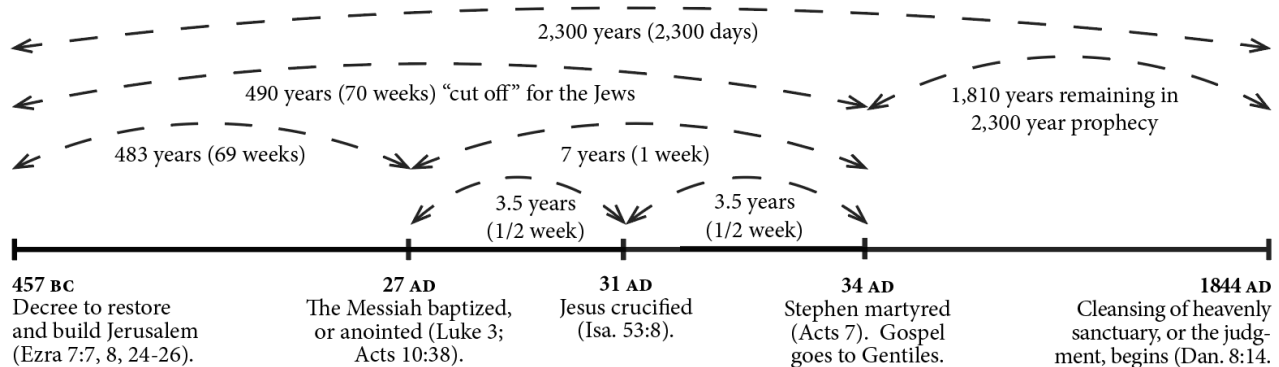 2,300 years (2,300 days)
490 years (70 weeks) “cut off” for the Jews
1,810 years remaining in
2,300 year prophecy
483 years (69 weeks)
7 years (1 week)
3.5 years
(1/2 week)
3.5 years
(1/2 week)
457 BC
Decree to restore
and build Jerusalem
(Ezra 7:7, 8, 24-26).
27 AD
The Messiah baptized,
or anointed (Luke 3;
Acts 10:38).
31 AD
Jesus crucified
(Isa. 53:8).
34 AD
Stephen martyred
(Acts 7). Gospel
goes to Gentiles.
1844 AD
Cleansing of heavenly
sanctuary, or the judg-
ment, begins (Dan. 8:14.